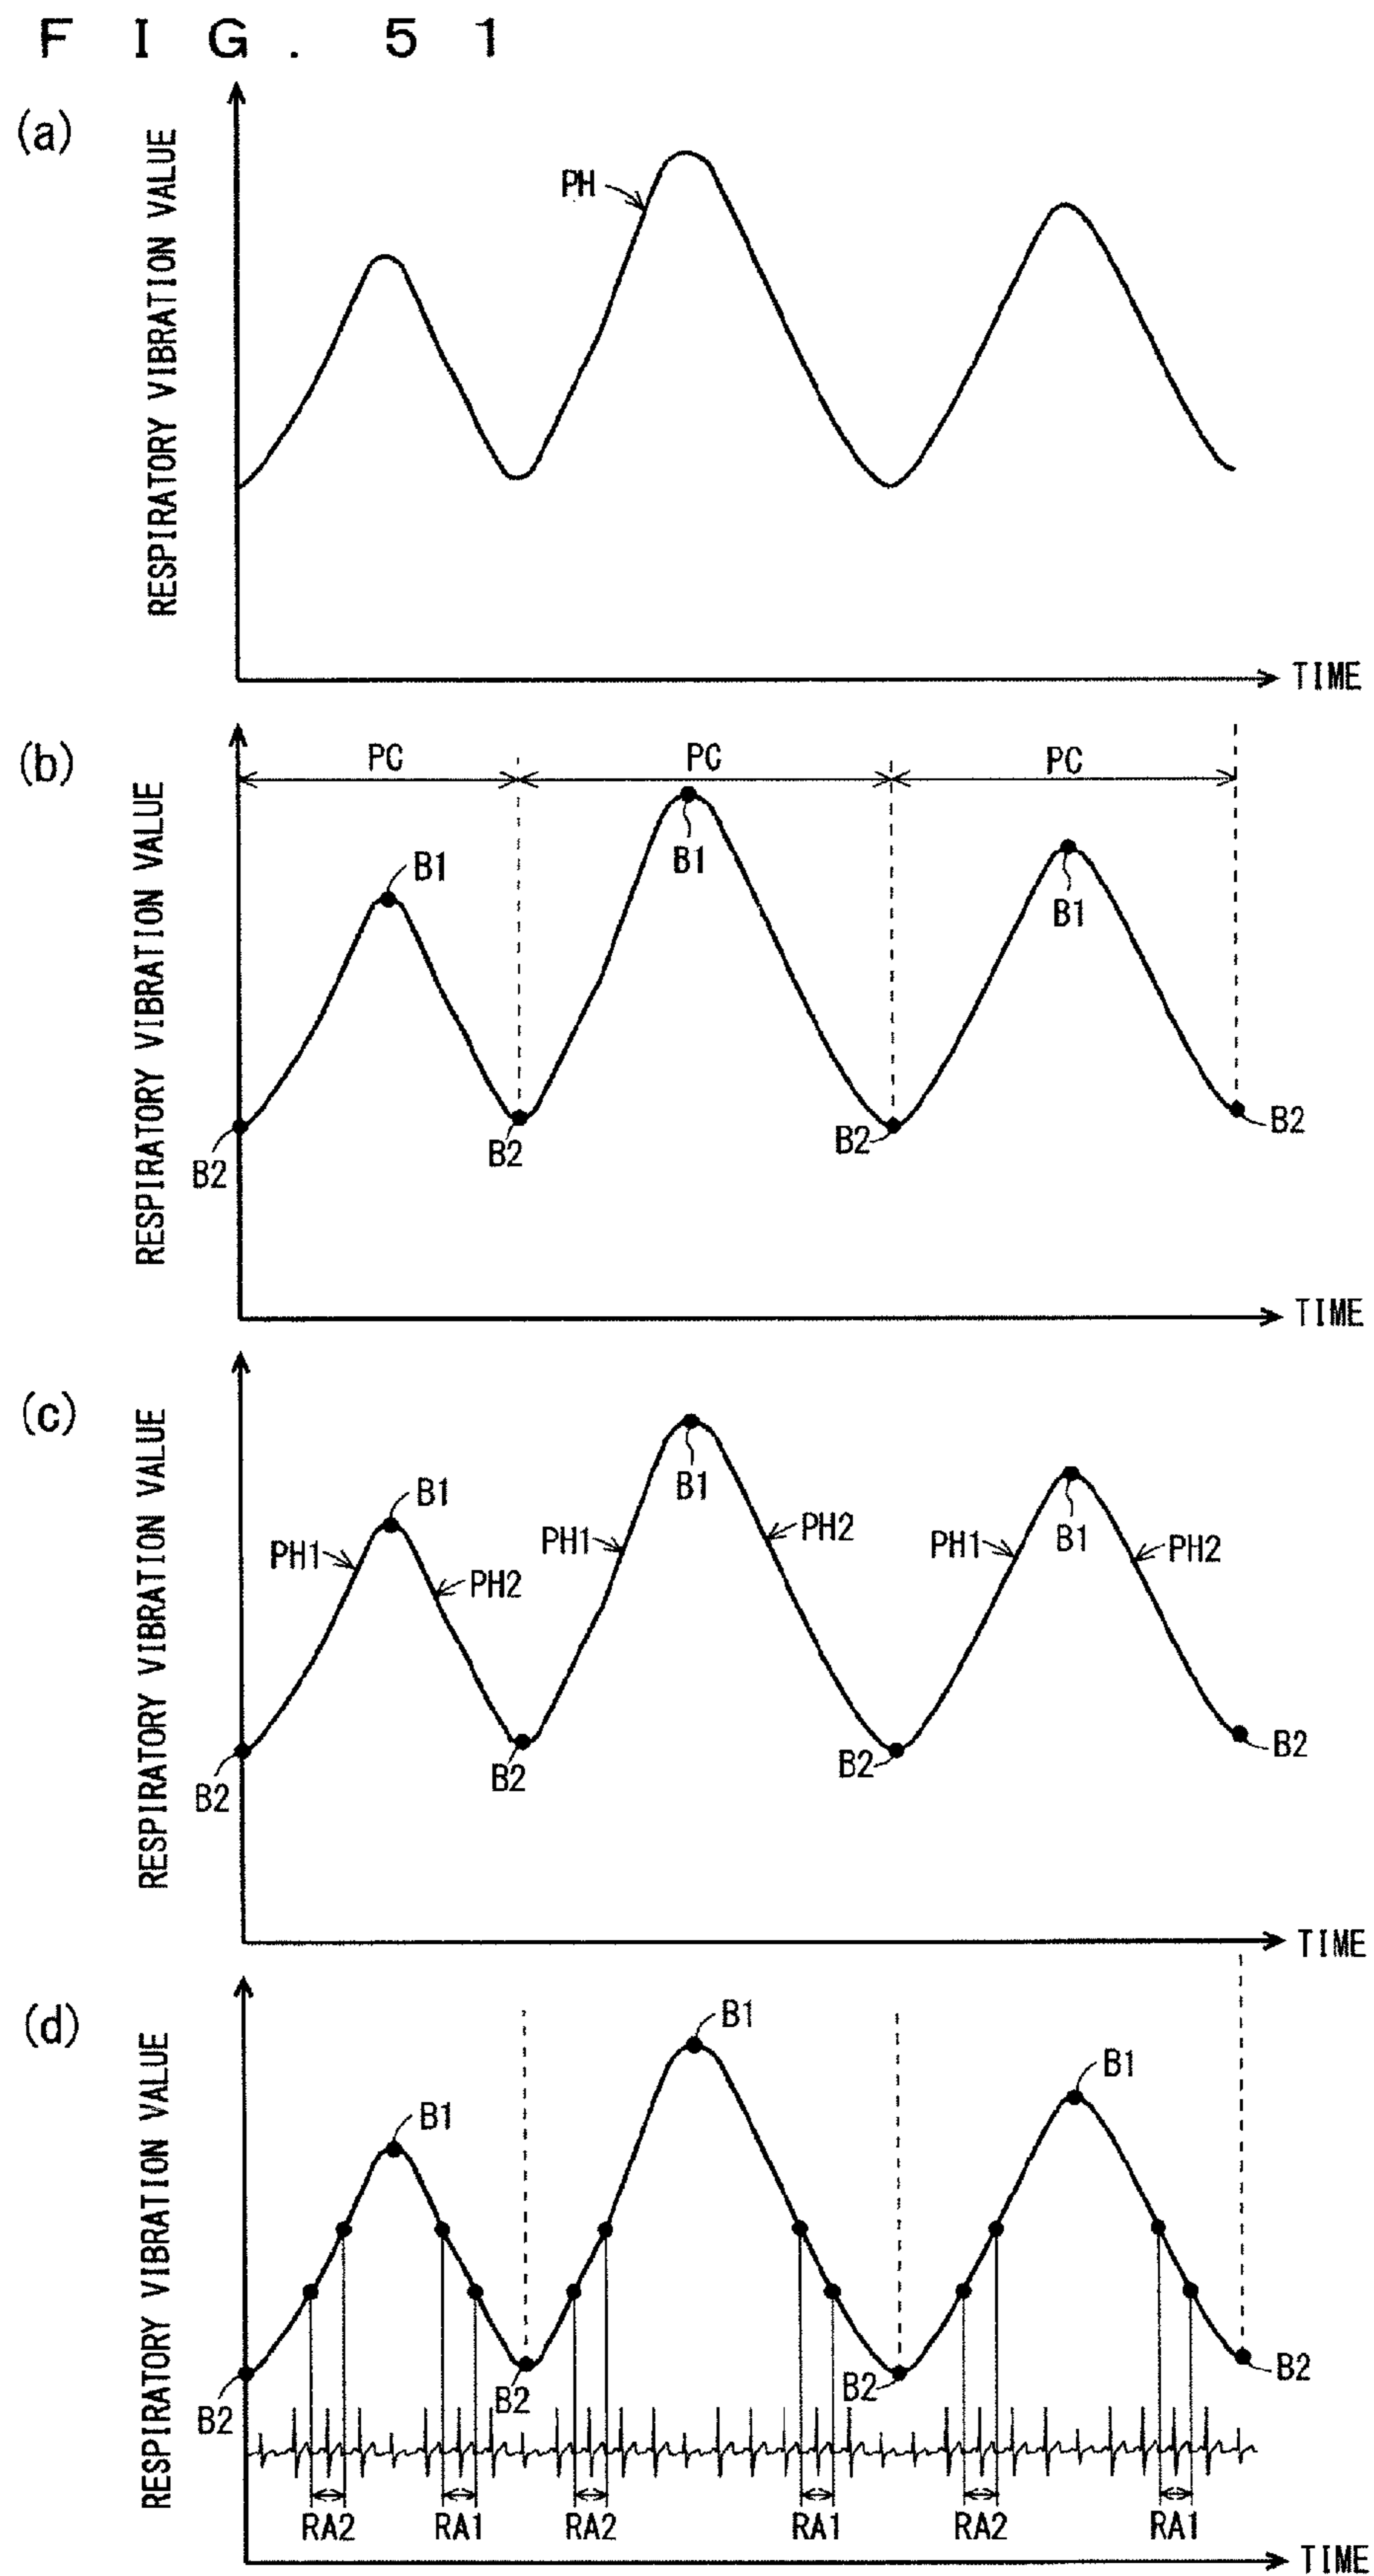 FIG. 51
(a)
RESPIRATORY VIBRATION VALUE
PH
TIME
(b)
RESPIRATORY VIBRATION VALUE
PC PC PC
B1 B1 B1
B2 B2 B2 B2
TIME
(c)
RESPIRATORY VIBRATION VALUE
B1 B1 B1
PH1 PH2 PH1 PH2 PH1 PH2
B2 B2 B2 B2
TIME
(d)
RESPIRATORY VIBRATION VALUE
B1 B1 B1
B2 B2 B2 B2
RA2 RA1 RA2 RA1 RA2 RA1
TIME